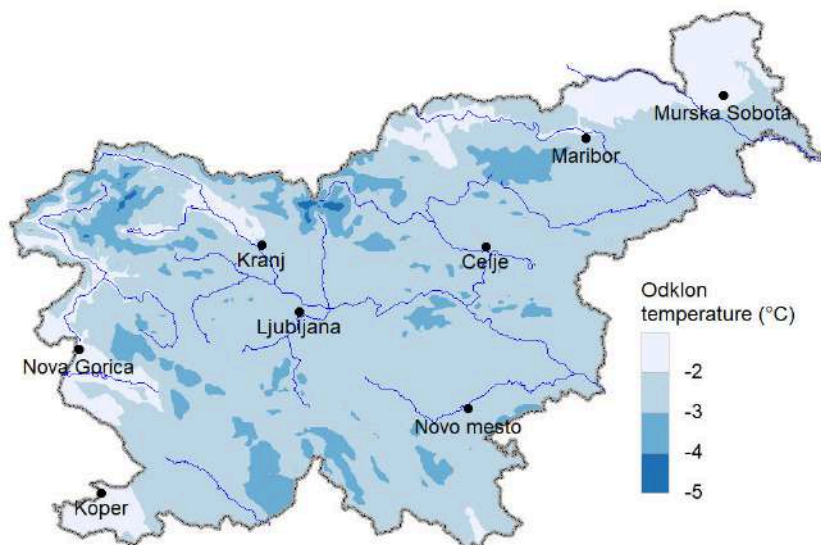 Murska Sobota
Maribor
Kranj
Celje
Ljubljana
Nova Gorica
Novo mesto
Koper
Odklon
temperature (°C)
-2
-3
-4
-5